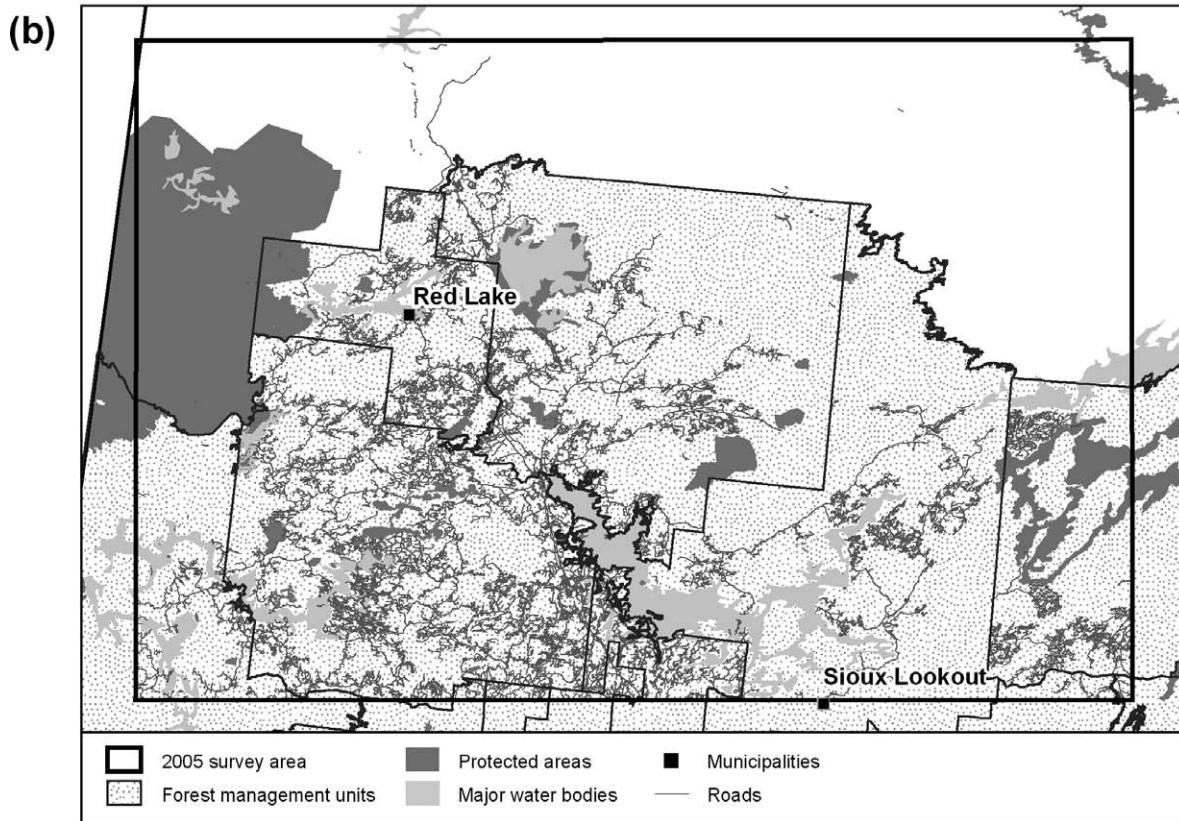 (b)
Red Lake
Sioux Lookout
2005 survey area
Protected areas
Municipalities
Forest management units
Major water bodies
Roads